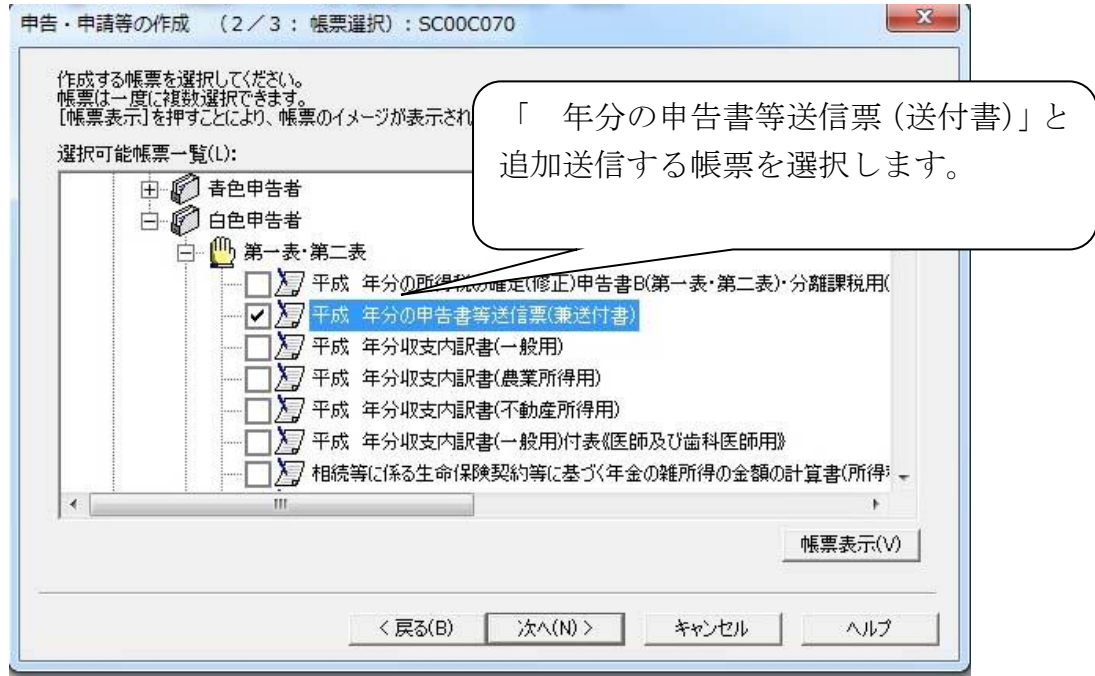 申告・申請等の作成　（２／３： 帳票選択）: SC00C070
作成する帳票を選択してください。
帳票は一度に複数選択できます。
[帳票表示]を押すことにより、帳票のイメージが表示され
選択可能帳票一覧(L):
「　年分の申告書等送信票（送付書）」と
追加送信する帳票を選択します。
青色申告者
白色申告者
第一表・第二表
平成　年分の所得税の確定(修正)申告書B(第一表・第二表)・分離課税用(
平成　年分の申告書等送信票(兼送付書)
平成　年分収支内訳書(一般用)
平成　年分収支内訳書(農業所得用)
平成　年分収支内訳書(不動産所得用)
平成　年分収支内訳書(一般用)付表《医師及び歯科医師用》
相続等に係る生命保険契約等に基づく年金の雑所得の金額の計算書(所得
帳票表示(V)
< 戻る(B)　次へ(N) >　キャンセル　ヘルプ